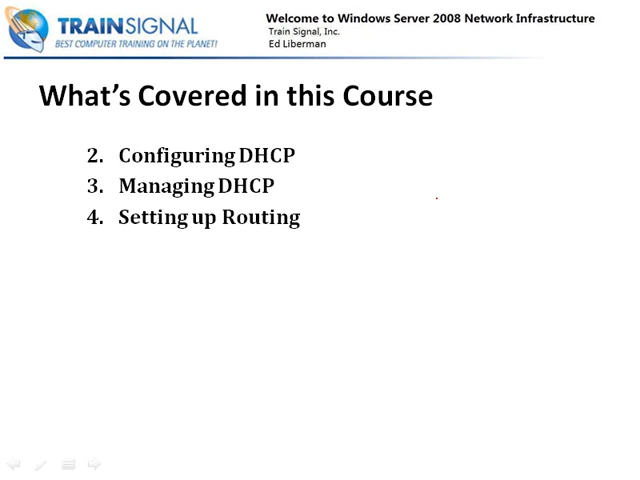 TRAINSIGNAL
BEST COMPUTER TRAINING ON THE PLANET!
Welcome to Windows Server 2008 Network Infrastructure
Train Signal, Inc.
Ed Liberman
What's Covered in this Course
2. Configuring DHCP
3. Managing DHCP
4. Setting up Routing